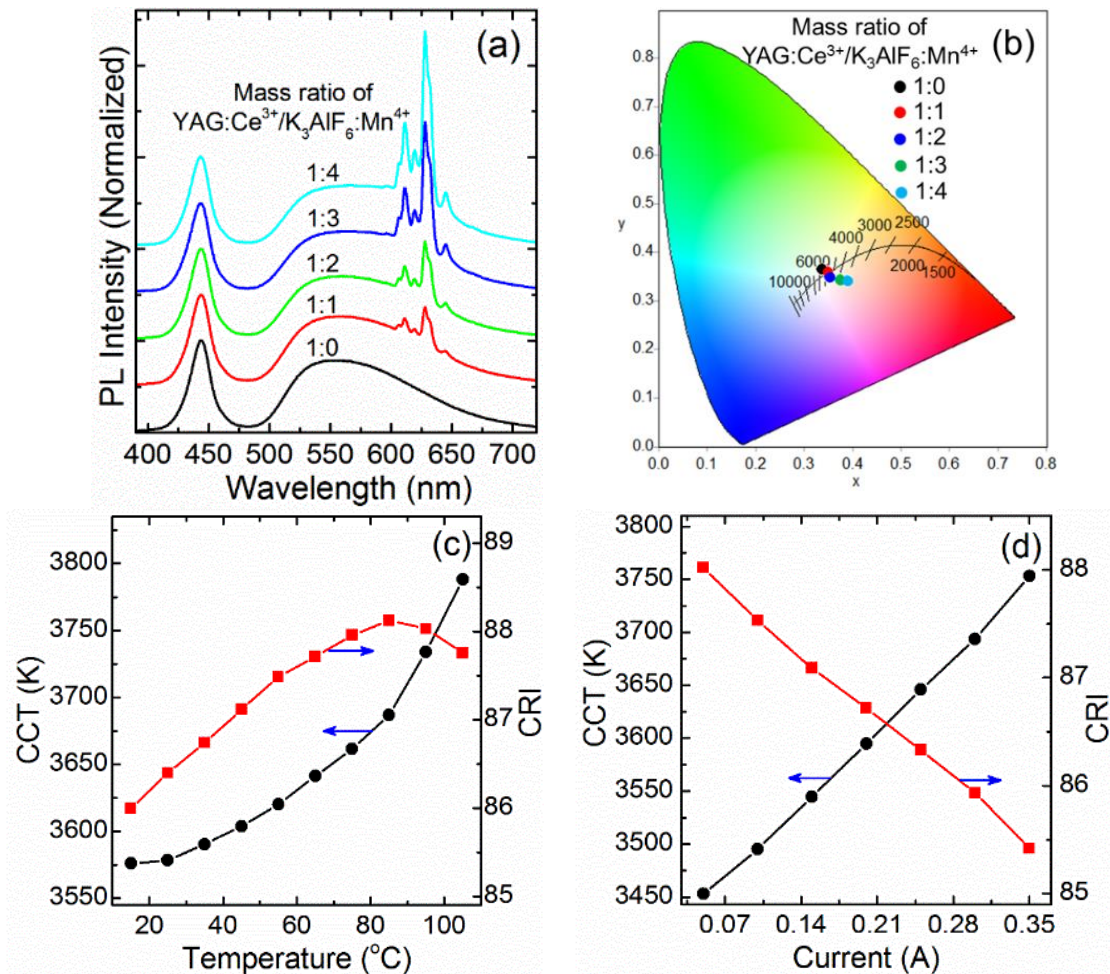 (a)
Mass ratio of
YAG:Ce³⁺/K₃AlF₆:Mn⁴⁺
1:4
1:3
1:2
1:1
1:0
PL Intensity (Normalized)
400 450 500 550 600 650 700
Wavelength (nm)
(b)
Mass ratio of
YAG:Ce³⁺/K₃AlF₆:Mn⁴⁺
1:0
1:1
1:2
1:3
1:4
0.8
0.7
0.6
0.5
0.4
0.3
0.2
0.1
0.0
y
2500
3000
4000
6000
10000
2000
1500
0.0 0.1 0.2 0.3 0.4 0.5 0.6 0.7 0.8
x
(c)
3800
3750
3700
3650
3600
3550
CCT (K)
89
88
87
86
85
CRI
20 40 60 80 100
Temperature (°C)
(d)
3800
3750
3700
3650
3600
3550
3500
3450
CCT (K)
88
87
86
85
CRI
0.07 0.14 0.21 0.28 0.35
Current (A)